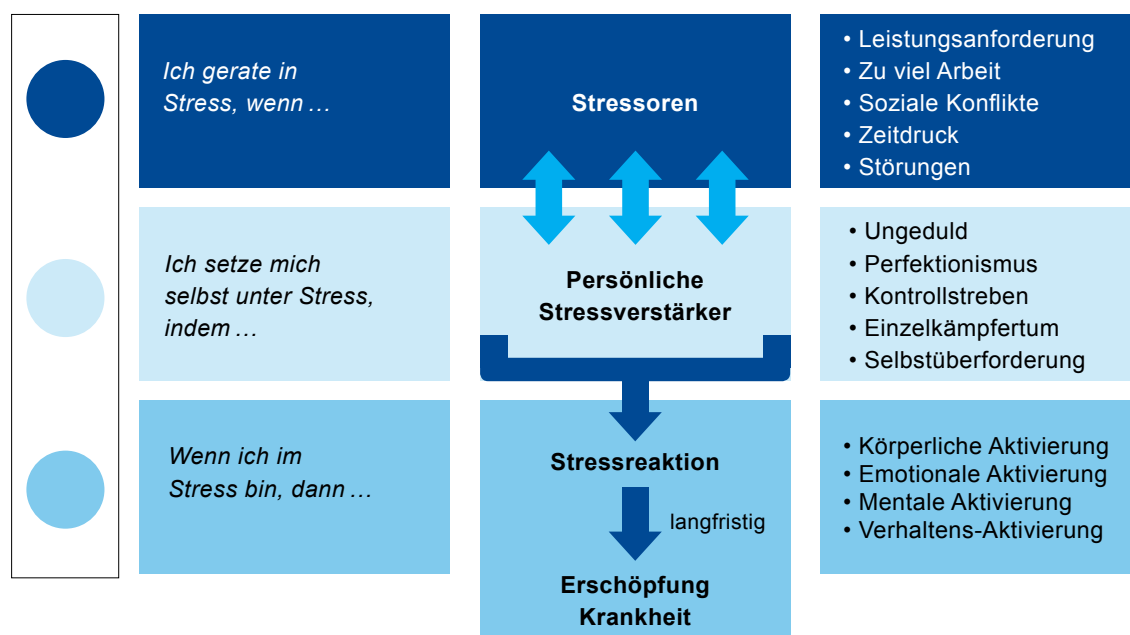 Ich gerate in
Stress, wenn …
Stressoren
• Leistungsanforderung
• Zu viel Arbeit
• Soziale Konflikte
• Zeitdruck
• Störungen
Ich setze mich
selbst unter Stress,
indem …
Persönliche
Stressverstärker
• Ungeduld
• Perfektionismus
• Kontrollstreben
• Einzelkämpfertum
• Selbstüberforderung
Wenn ich im
Stress bin, dann …
Stressreaktion
langfristig
Erschöpfung
Krankheit
• Körperliche Aktivierung
• Emotionale Aktivierung
• Mentale Aktivierung
• Verhaltens-Aktivierung